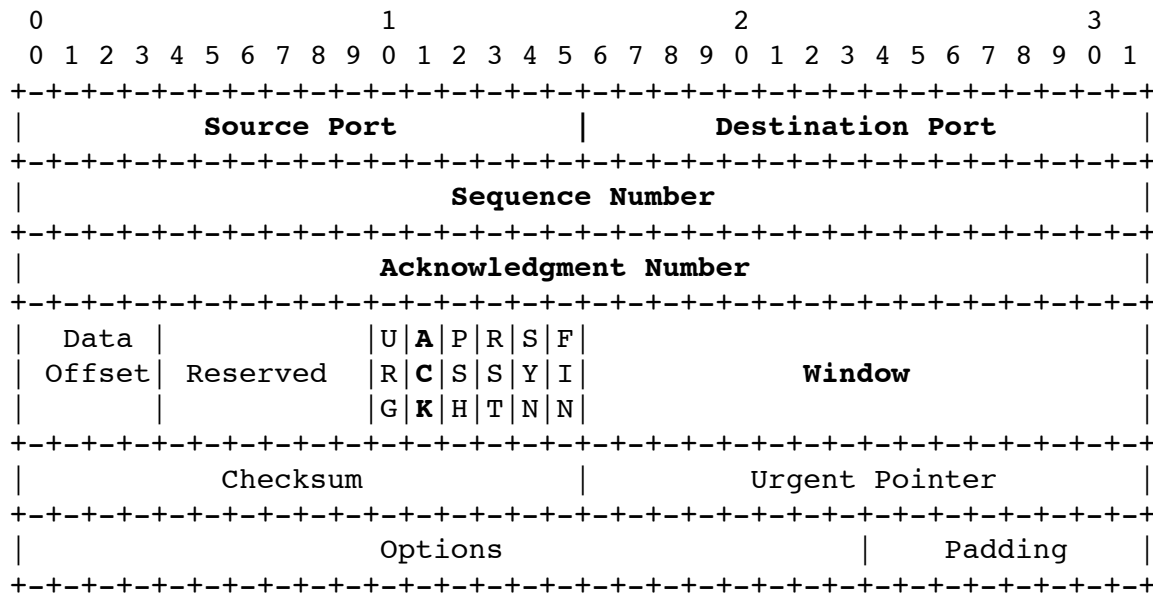 0                   1                   2                   3
 0 1 2 3 4 5 6 7 8 9 0 1 2 3 4 5 6 7 8 9 0 1 2 3 4 5 6 7 8 9 0 1
+-+-+-+-+-+-+-+-+-+-+-+-+-+-+-+-+-+-+-+-+-+-+-+-+-+-+-+-+-+-+-+-+
|          Source Port          |       Destination Port        |
+-+-+-+-+-+-+-+-+-+-+-+-+-+-+-+-+-+-+-+-+-+-+-+-+-+-+-+-+-+-+-+-+
|                        Sequence Number                        |
+-+-+-+-+-+-+-+-+-+-+-+-+-+-+-+-+-+-+-+-+-+-+-+-+-+-+-+-+-+-+-+-+
|                    Acknowledgment Number                      |
+-+-+-+-+-+-+-+-+-+-+-+-+-+-+-+-+-+-+-+-+-+-+-+-+-+-+-+-+-+-+-+-+
|  Data |           |U|A|P|R|S|F|                               |
| Offset| Reserved  |R|C|S|S|Y|I|            Window             |
|       |           |G|K|H|T|N|N|                               |
+-+-+-+-+-+-+-+-+-+-+-+-+-+-+-+-+-+-+-+-+-+-+-+-+-+-+-+-+-+-+-+-+
|           Checksum            |         Urgent Pointer        |
+-+-+-+-+-+-+-+-+-+-+-+-+-+-+-+-+-+-+-+-+-+-+-+-+-+-+-+-+-+-+-+-+
|                    Options                    |    Padding    |
+-+-+-+-+-+-+-+-+-+-+-+-+-+-+-+-+-+-+-+-+-+-+-+-+-+-+-+-+-+-+-+-+